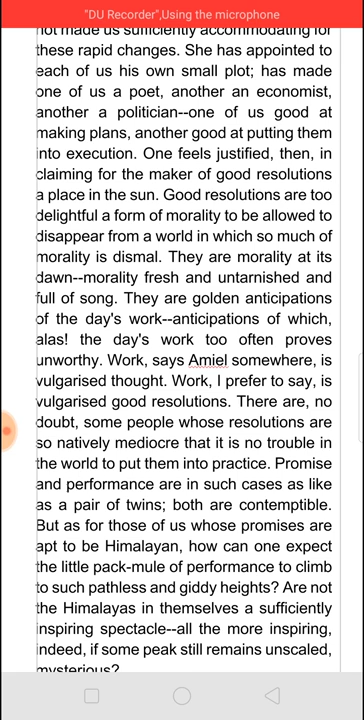 "DU Recorder",Using the microphone
not made us sufficiently accommodating for
these rapid changes. She has appointed to
each of us his own small plot; has made
one of us a poet, another an economist,
another a politician--one of us good at
making plans, another good at putting them
into execution. One feels justified, then, in
claiming for the maker of good resolutions
a place in the sun. Good resolutions are too
delightful a form of morality to be allowed to
disappear from a world in which so much of
morality is dismal. They are morality at its
dawn--morality fresh and untarnished and
full of song. They are golden anticipations
of the day's work--anticipations of which,
alas! the day's work too often proves
unworthy. Work, says Amiel somewhere, is
vulgarised thought. Work, I prefer to say, is
vulgarised good resolutions. There are, no
doubt, some people whose resolutions are
so natively mediocre that it is no trouble in
the world to put them into practice. Promise
and performance are in such cases as like
as a pair of twins; both are contemptible.
But as for those of us whose promises are
apt to be Himalayan, how can one expect
the little pack-mule of performance to climb
to such pathless and giddy heights? Are not
the Himalayas in themselves a sufficiently
inspiring spectacle--all the more inspiring,
indeed, if some peak still remains unscaled,
mysterious?